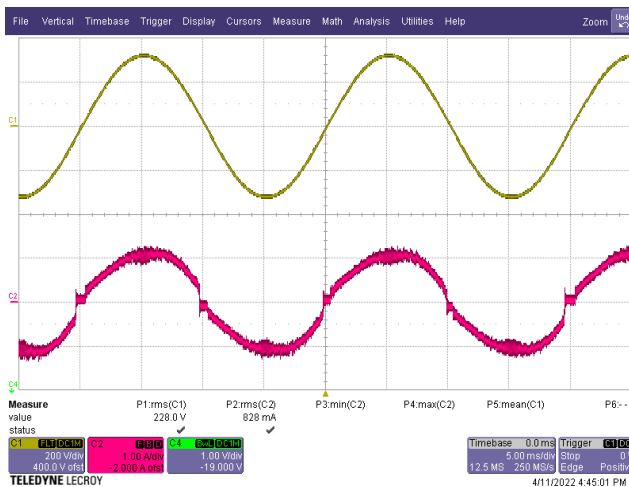 File Vertical Timebase Trigger Display Cursors Measure Math Analysis Utilities Help Zoom
C1
C2
C4
Measure P1:rms(C1) P2:rms(C2) P3:min(C2) P4:max(C2) P5:mean(C1) P6:- -
value 228.0 V 828 mA
status
C1 FLT DC1M C2 F B D C4 BwL DC1M Timebase 0.0 ms Trigger C1 DC
200 V/div 1.00 A/div 1.00 V/div 5.00 ms/div Stop 0
400.0 V ofst -2.000 A ofst -19.000 V 12.5 MS 250 MS/s Edge Positiv
TELEDYNE LECROY 4/11/2022 4:45:01 PM